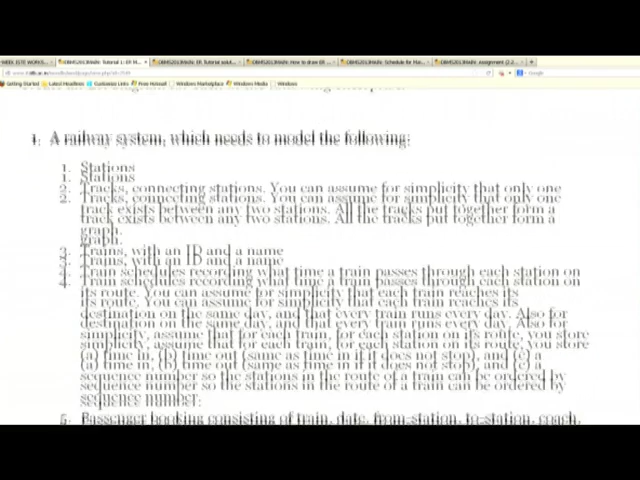 1. A railway system, which needs to model the following:
1. Stations
2. Tracks, connecting stations. You can assume for simplicity that only one
track exists between any two stations. All the tracks put together form a
graph.
3. Trains, with an ID and a name
4. Train schedules recording what time a train passes through each station on
its route. You can assume for simplicity that each train reaches its
destination on the same day, and that every train runs every day. Also for
simplicity, assume that for each train, for each station on its route, you store
(a) time in, (b) time out (same as time in if it does not stop), and (c) a
sequence number so the stations in the route of a train can be ordered by
sequence number.
5. Passenger booking consisting of train, date, from-station, to-station, coach,